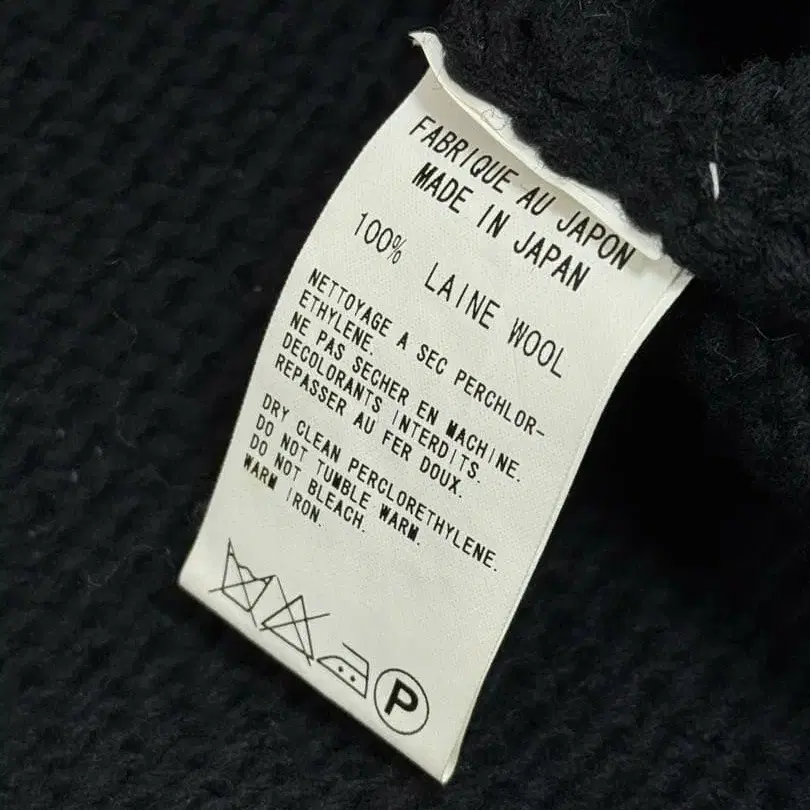 FABRIQUE AU JAPON
MADE IN JAPAN
100% LAINE WOOL
NETTOYAGE A SEC PERCHLOR-
ETHYLENE.
NE PAS SECHER EN MACHINE.
DECOLORANTS INTERDITS.
REPASSER AU FER DOUX.
DRY CLEAN PERCLORETHYLENE.
DO NOT TUMBLE WARM.
DO NOT BLEACH.
WARM IRON.
P